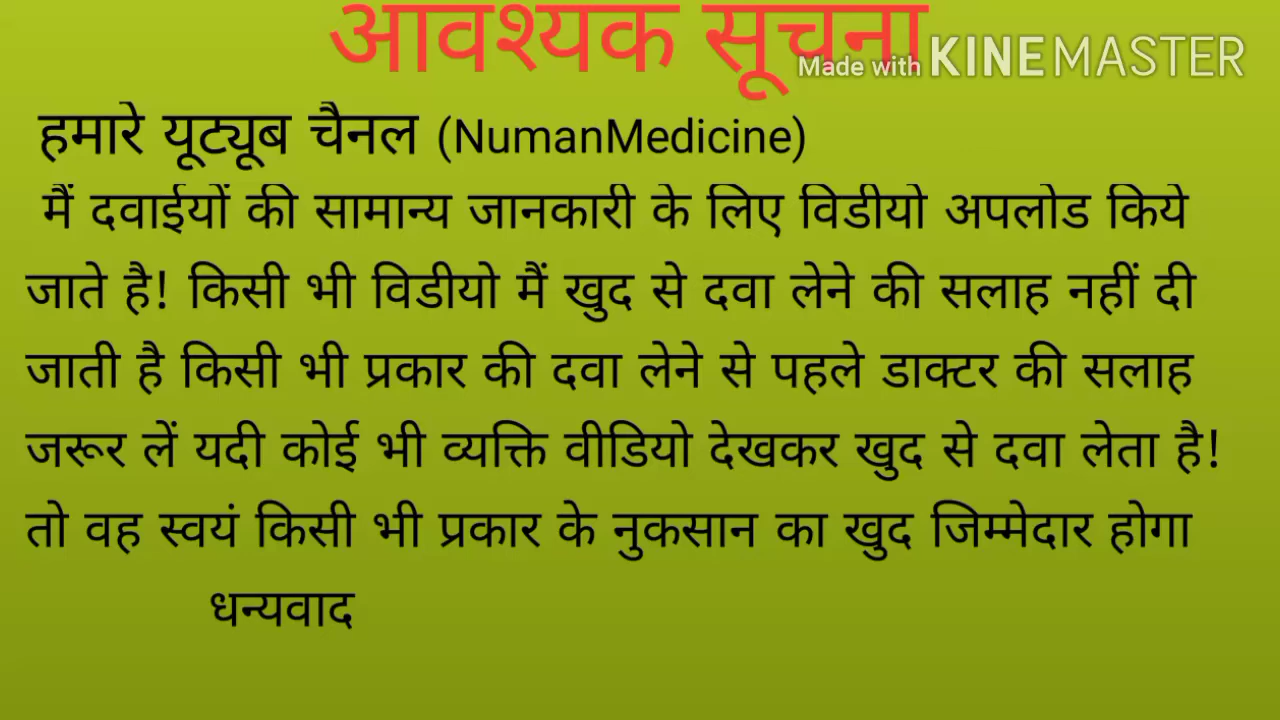 आवश्यक सूचना
Made with KINEMASTER
हमारे यूट्यूब चैनल (NumanMedicine)
मैं दवाईयों की सामान्य जानकारी के लिए विडीयो अपलोड किये
जाते है! किसी भी विडीयो मैं खुद से दवा लेने की सलाह नहीं दी
जाती है किसी भी प्रकार की दवा लेने से पहले डाक्टर की सलाह
जरूर लें यदी कोई भी व्यक्ति वीडियो देखकर खुद से दवा लेता है!
तो वह स्वयं किसी भी प्रकार के नुकसान का खुद जिम्मेदार होगा
धन्यवाद